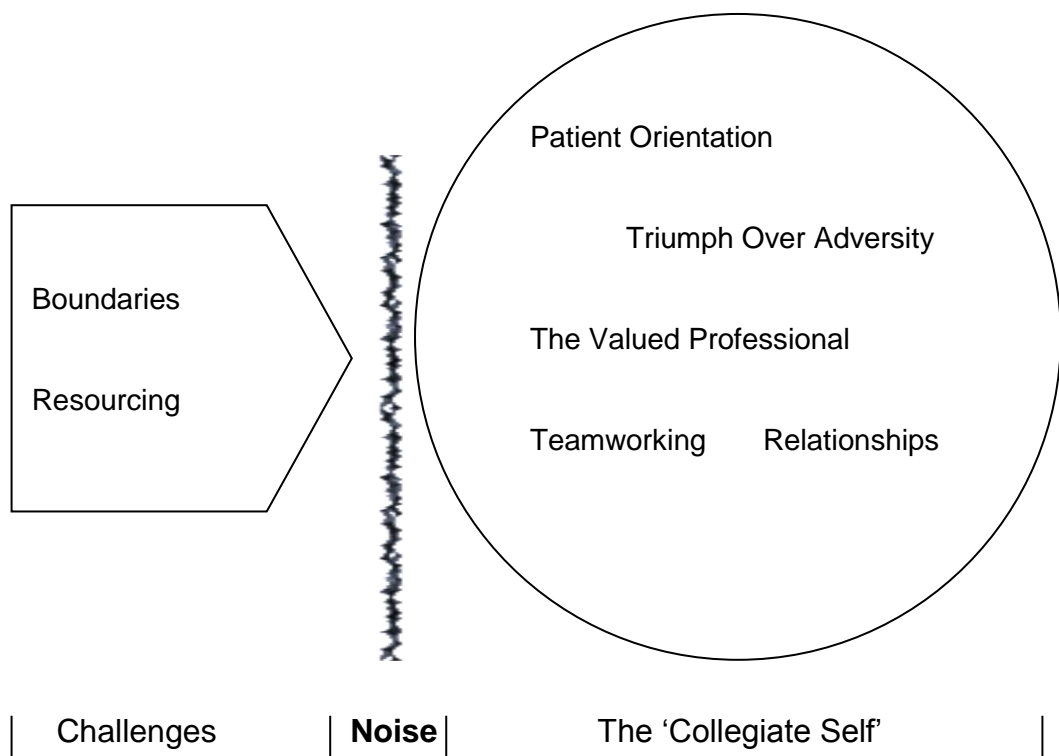 Patient Orientation
Triumph Over Adversity
Boundaries
The Valued Professional
Resourcing
Teamworking Relationships
Challenges Noise The ‘Collegiate Self’